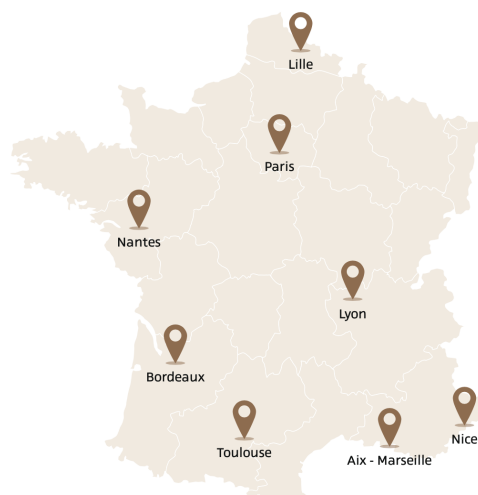 Lille
Paris
Nantes
Lyon
Bordeaux
Nice
Toulouse
Aix - Marseille